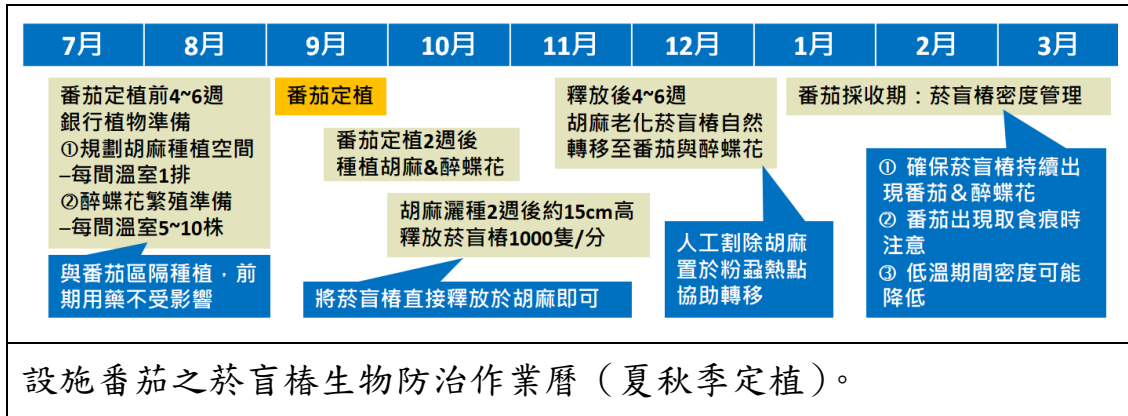 7月 8月 9月 10月 11月 12月 1月 2月 3月
番茄定植前4~6週
銀行植物準備
①規劃胡麻種植空間
–每間溫室1排
②醉蝶花繁殖準備
–每間溫室5~10株
與番茄區隔種植，前
期用藥不受影響
番茄定植
番茄定植2週後
種植胡麻&醉蝶花
胡麻灑種2週後約15cm高
釋放菸盲椿1000隻/分
將菸盲椿直接釋放於胡麻即可
釋放後4~6週
胡麻老化菸盲椿自然
轉移至番茄與醉蝶花
人工割除胡麻
置於粉蝨熱點
協助轉移
番茄採收期：菸盲椿密度管理
① 確保菸盲椿持續出
現番茄＆醉蝶花
② 番茄出現取食痕時
注意
③ 低溫期間密度可能
降低
設施番茄之菸盲椿生物防治作業曆（夏秋季定植）。